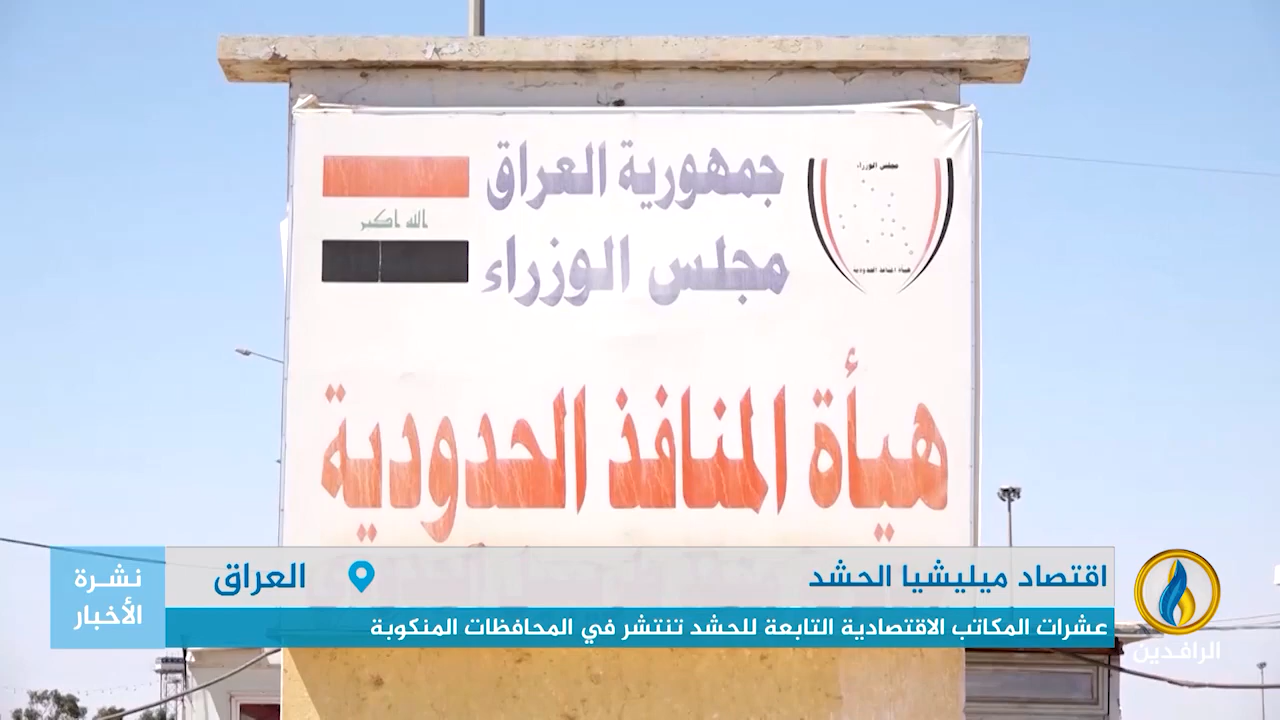 جمهورية العراق
مجلس الوزراء
مجلس الوزراء
هيأة المنافذ الحدودية
الله اكبر
هيأة المنافذ الحدودية
اقتصاد ميليشيا الحشد
العراق
عشرات المكاتب الاقتصادية التابعة للحشد تنتشر في المحافظات المنكوبة
نشرة
الأخبار
الرافدين